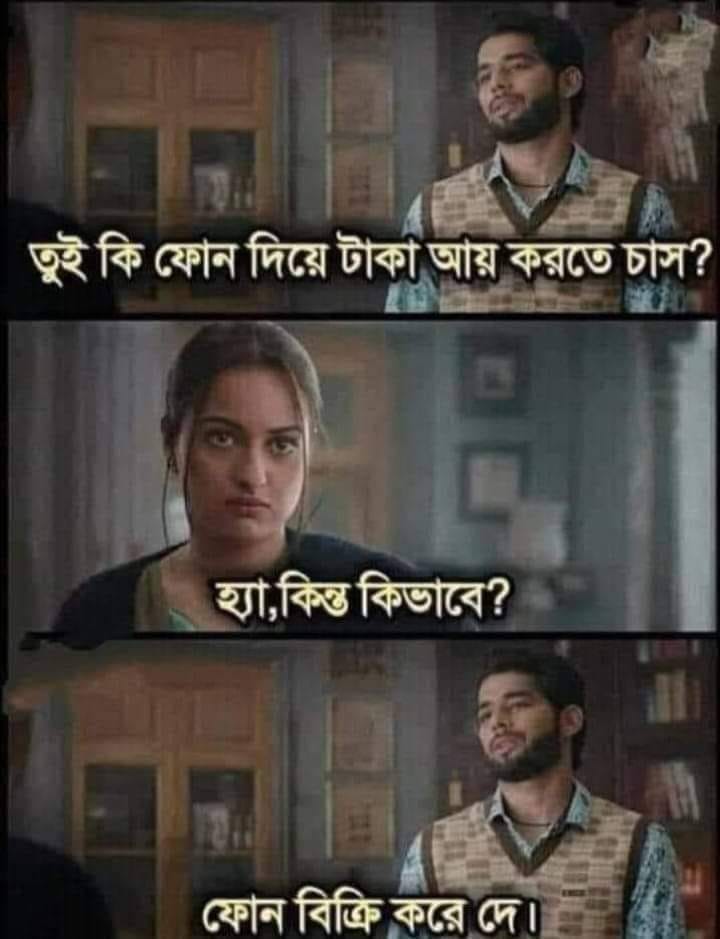 তুই কি ফোন দিয়ে টাকা আয় করতে চাস?
হ্যা,কিন্ত কিভাবে?
ফোন বিক্রি করে দে।